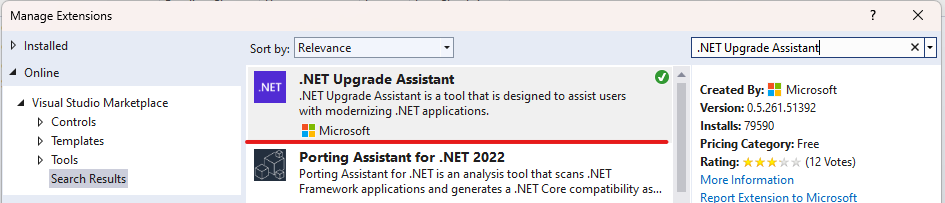 Manage Extensions
Installed
Online
Visual Studio Marketplace
Controls
Templates
Tools
Search Results
Sort by: Relevance
.NET
.NET Upgrade Assistant
.NET Upgrade Assistant is a tool that is designed to assist users
with modernizing .NET applications.
Microsoft
Porting Assistant for .NET 2022
Porting Assistant for .NET is an analysis tool that scans .NET
Framework applications and generates a .NET Core compatibility as...
.NET Upgrade Assistant
Created By: Microsoft
Version: 0.5.261.51392
Installs: 79590
Pricing Category: Free
Rating: (12 Votes)
More Information
Report Extension to Microsoft